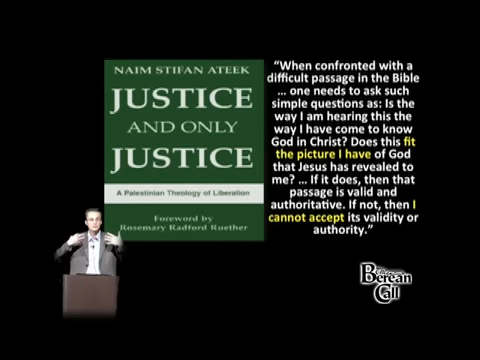 NAIM STIFAN ATEEK
JUSTICE
AND ONLY
JUSTICE
A Palestinian Theology of Liberation
Foreword by
Rosemary Radford Ruether
“When confronted with a
difficult passage in the Bible
... one needs to ask such
simple questions as: Is the
way I am hearing this the
way I have come to know
God in Christ? Does this fit
the picture I have of God
that Jesus has revealed to
me? ... If it does, then that
passage is valid and
authoritative. If not, then I
cannot accept its validity or
authority.”
Berean
Call